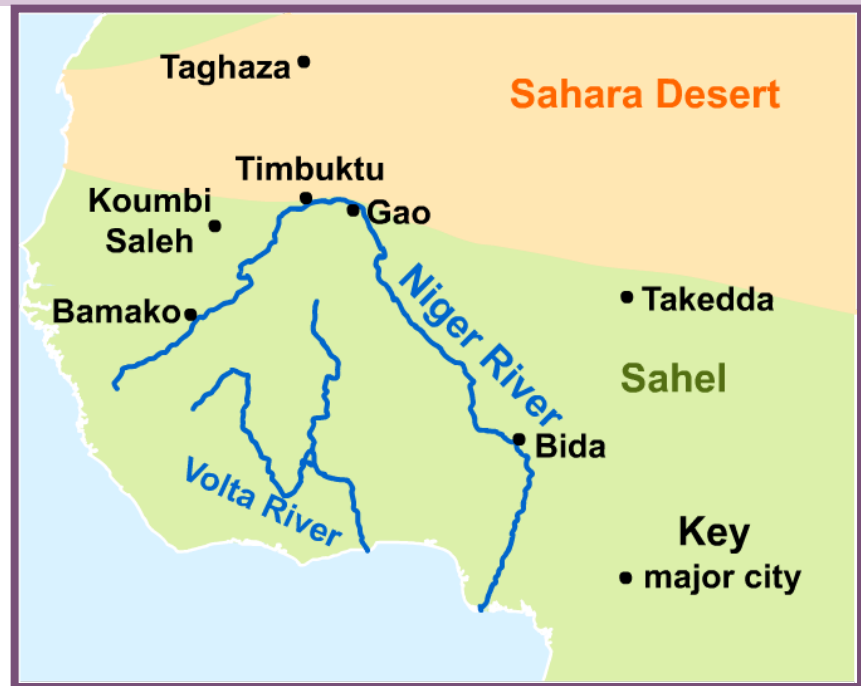 Taghaza
Sahara Desert
Timbuktu
Koumbi
Saleh
Gao
Bamako
Niger River
Takedda
Sahel
Bida
Volta River
Key
major city